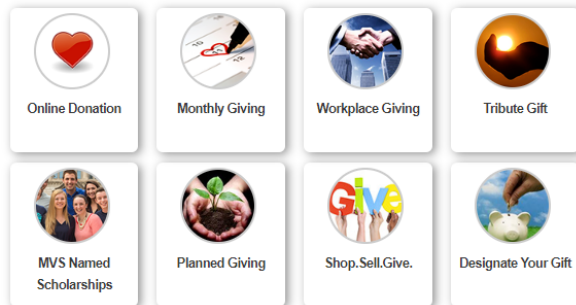 Online Donation
Monthly Giving
Workplace Giving
Tribute Gift
MVS Named
Scholarships
Planned Giving
Give
Shop.Sell.Give.
Designate Your Gift